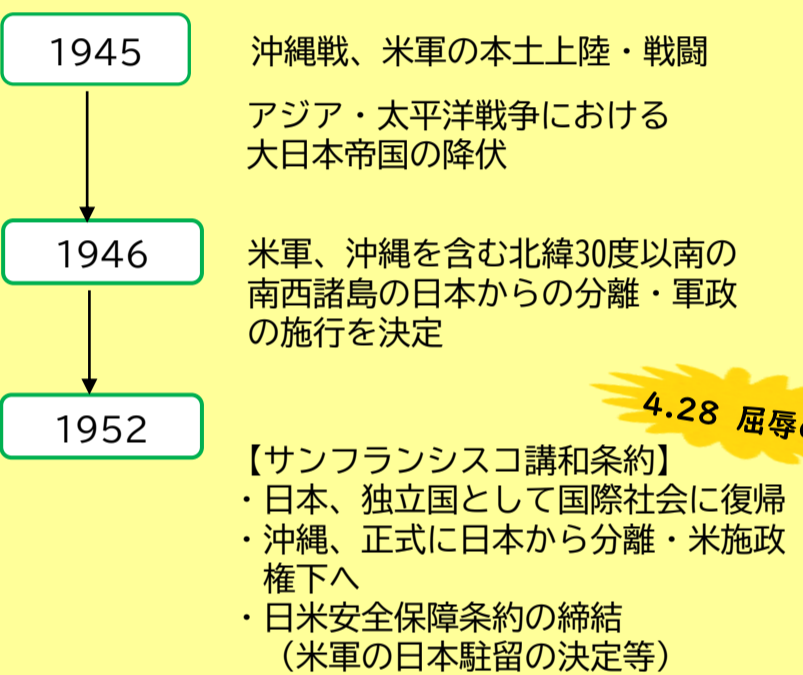 1945
沖縄戦、米軍の本土上陸・戦闘
アジア・太平洋戦争における
大日本帝国の降伏
1946
米軍、沖縄を含む北緯30度以南の
南西諸島の日本からの分離・軍政
の施行を決定
4.28 屈辱
1952
【サンフランシスコ講和条約】
・日本、独立国として国際社会に復帰
・沖縄、正式に日本から分離・米施政
権下へ
・日米安全保障条約の締結
（米軍の日本駐留の決定等）